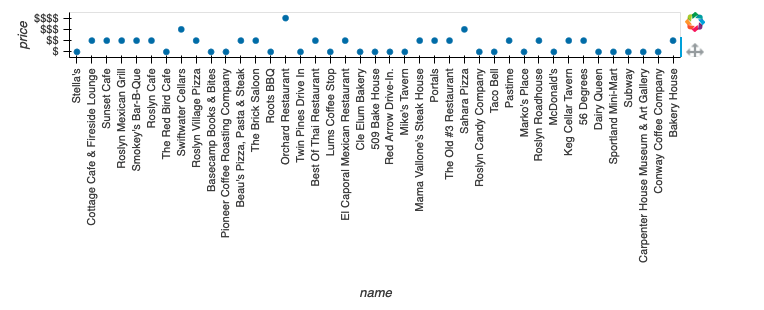 price
$$$$
$$$
$$
$
Stella's
Cottage Cafe & Fireside Lounge
Sunset Cafe
Roslyn Mexican Grill
Smokey's Bar-B-Que
Roslyn Cafe
The Red Bird Cafe
Swiftwater Cellars
Roslyn Village Pizza
Basecamp Books & Bites
Pioneer Coffee Roasting Company
Beau's Pizza, Pasta & Steak
The Brick Saloon
Roots BBQ
Orchard Restaurant
Twin Pines Drive In
Best Of Thai Restaurant
Lums Coffee Stop
El Caporal Mexican Restaurant
Cle Elum Bakery
509 Bake House
Red Arrow Drive-In.
Mike's Tavern
Mama Vallone's Steak House
Portals
The Old #3 Restaurant
Sahara Pizza
Roslyn Candy Company
Taco Bell
Pastime
Marko's Place
Roslyn Roadhouse
McDonald's
Keg Cellar Tavern
56 Degrees
Dairy Queen
Sportland Mini-Mart
Subway
Carpenter House Museum & Art Gallery
Conway Coffee Company
Bakery House
name